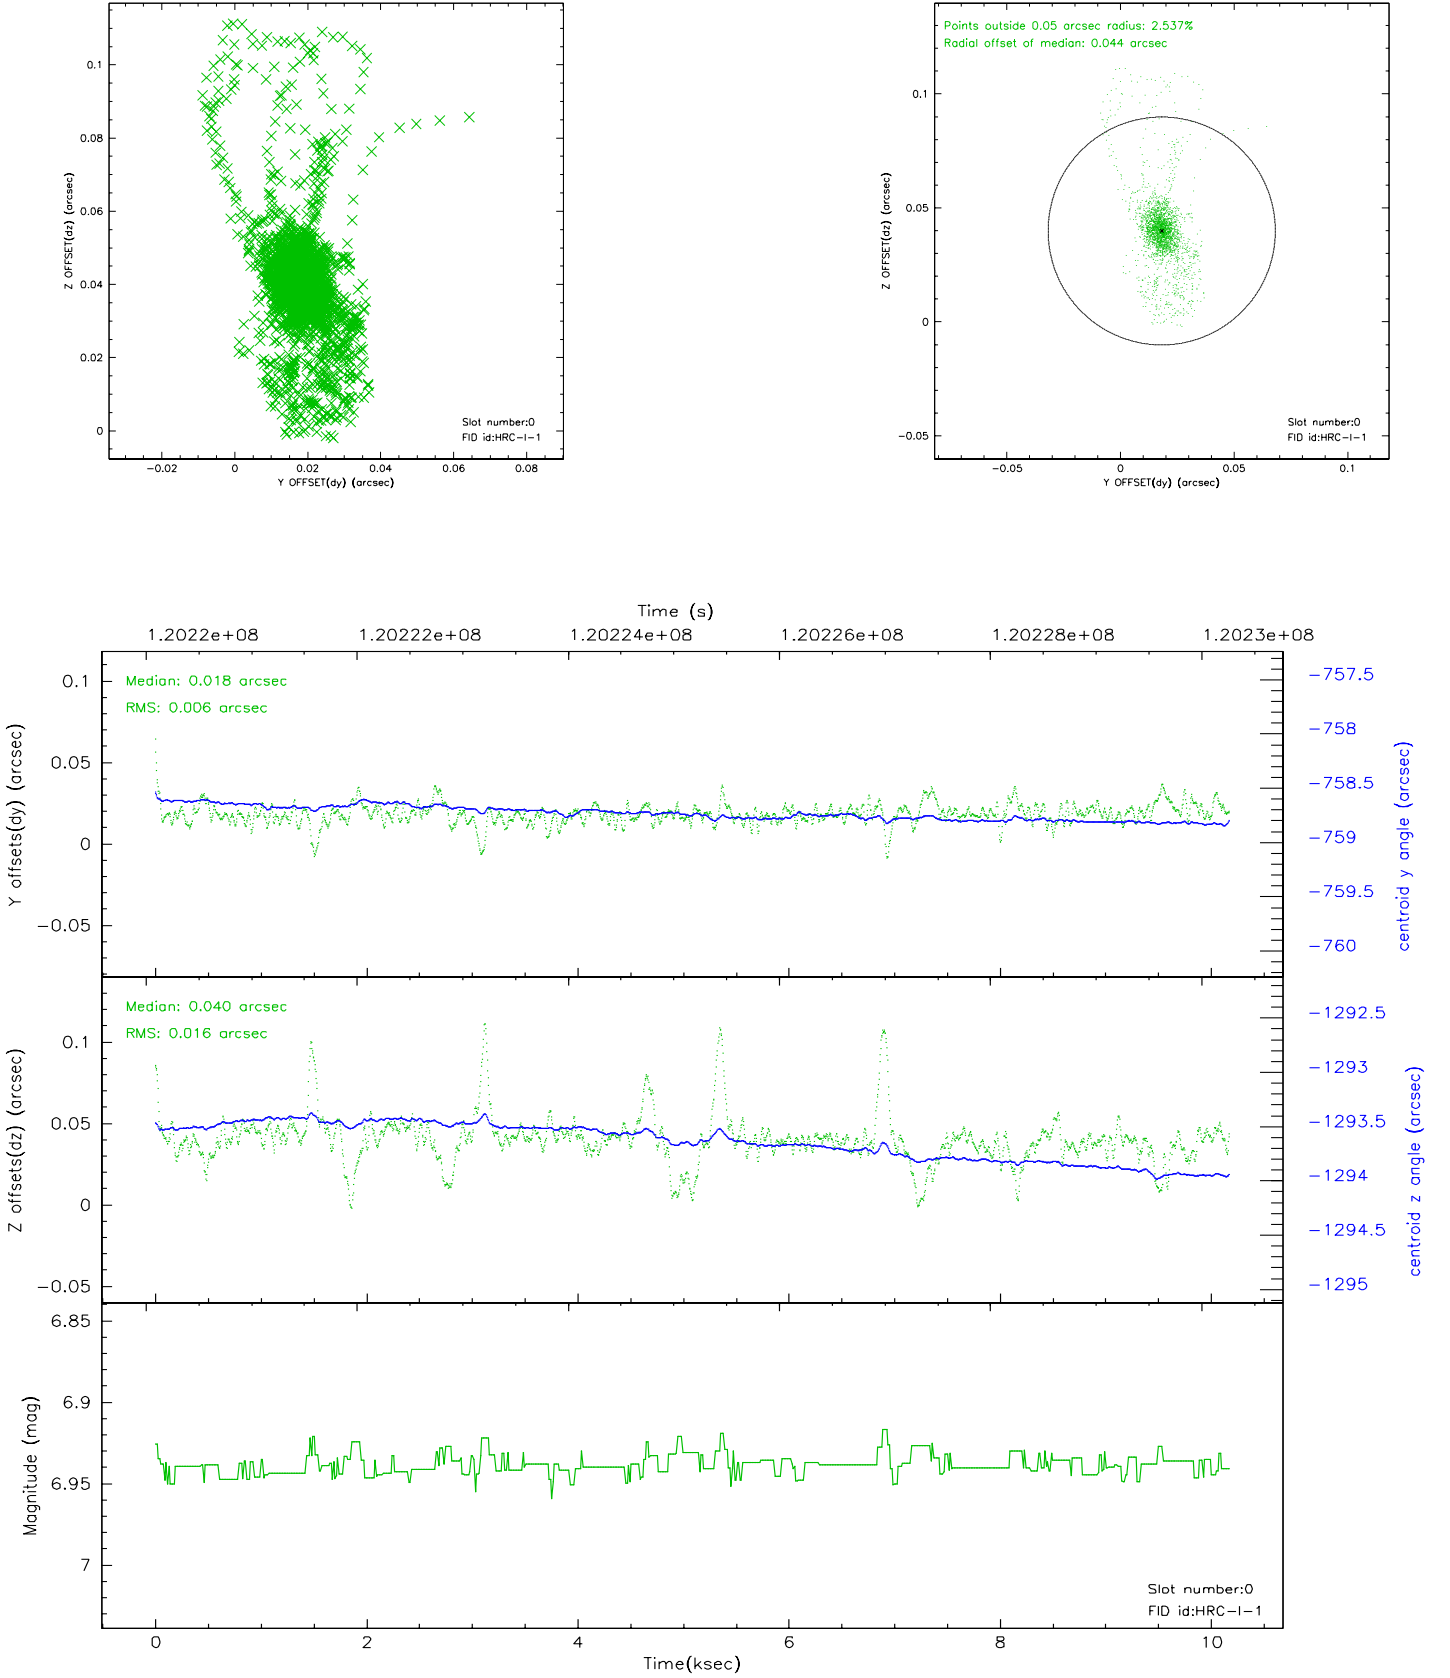 0.1
0.08
0.06
0.04
0.02
0
Z OFFSET(dz) (arcsec)
Slot number:0
FID id:HRC-I-1
-0.02 0 0.02 0.04 0.06 0.08
Y OFFSET(dy) (arcsec)
Points outside 0.05 arcsec radius: 2.537%
Radial offset of median: 0.044 arcsec
0.1
0.05
0
-0.05
Z OFFSET(dz) (arcsec)
Slot number:0
FID id:HRC-I-1
-0.05 0 0.05 0.1
Y OFFSET(dy) (arcsec)
Time (s)
1.2022e+08 1.20222e+08 1.20224e+08 1.20226e+08 1.20228e+08 1.2023e+08
Median: 0.018 arcsec
RMS: 0.006 arcsec
0.1
0.05
0
-0.05
Y offsets(dy) (arcsec)
-757.5
-758
-758.5
-759
-759.5
-760
centroid y angle (arcsec)
Median: 0.040 arcsec
RMS: 0.016 arcsec
0.1
0.05
0
-0.05
Z offsets(dz) (arcsec)
-1292.5
-1293
-1293.5
-1294
-1294.5
-1295
centroid z angle (arcsec)
6.85
6.9
6.95
7
Magnitude (mag)
Slot number:0
FID id:HRC-I-1
0 2 4 6 8 10
Time(ksec)